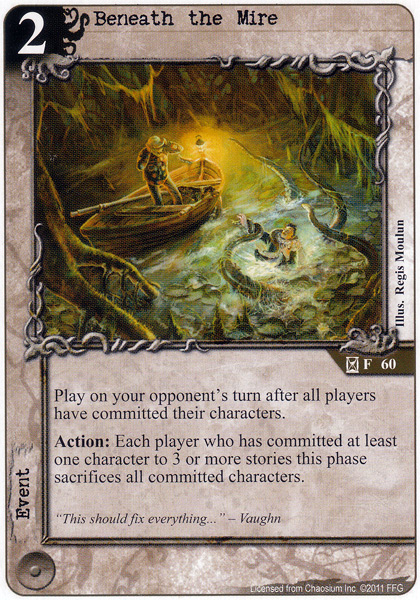 2
Beneath the Mire
Illus. Regis Moulun
F 60
Play on your opponent's turn after all players
have committed their characters.
Action: Each player who has committed at least
one character to 3 or more stories this phase
sacrifices all committed characters.
"This should fix everything..." – Vaughn
Event
Licensed from Chaosium Inc. ©2011 FFG